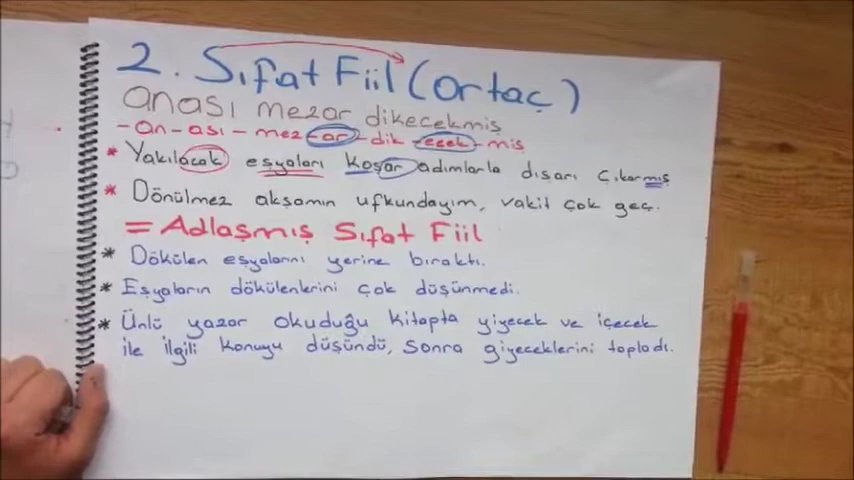 2. Sıfat Fiil (Ortaç)
anası mezar dikecekmiş
-an-ası-mez-ar-dik-ecek-miş
* Yakılacak eşyaları koşar adımlarla dışarı çıkarmış
* Dönülmez akşamın ufkundayım, vakit çok geç.
= Adlaşmış Sıfat Fiil
* Dökülen eşyalarını yerine bıraktı.
* Eşyaların dökülenlerini çok düşünmedi.
* Ünlü yazar okuduğu kitapta yiyecek ve içecek
ile ilgili konuyu düşündü, sonra giyeceklerini topladı.